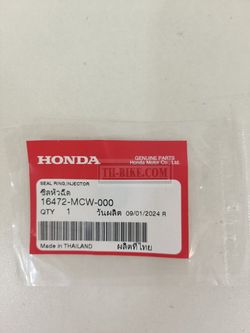 HONDA
GENUINE PARTS
Honda Motor Co., Ltd.
TH-BIKE.COM
SEAL RING,INJECTOR
ซีลหัวฉีด
16472-MCW-000
QTY 1 วันผลิต 09/01/2024 R
Made in THAILAND ผลิตที่ไทย